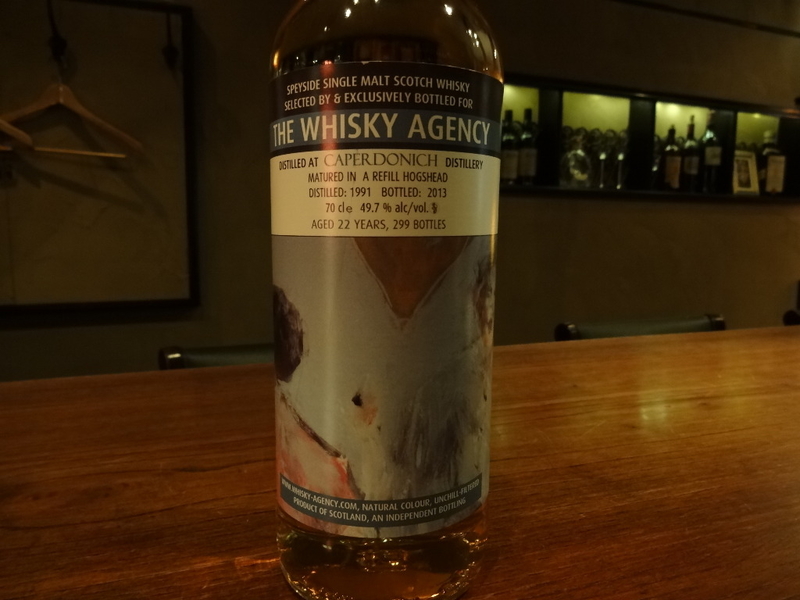 SPEYSIDE SINGLE MALT SCOTCH WHISKY
SELECTED BY & EXCLUSIVELY BOTTLED FOR
THE WHISKY AGENCY
DISTILLED AT CAPERDONICH DISTILLERY
MATURED IN A REFILL HOGSHEAD
DISTILLED: 1991 BOTTLED: 2013
70 cl e 49.7 % alc/vol.
AGED 22 YEARS, 299 BOTTLES
WWW.WHISKY-AGENCY.COM, NATURAL COLOUR, UNCHILL-FILTERED
PRODUCT OF SCOTLAND, AN INDEPENDENT BOTTLING